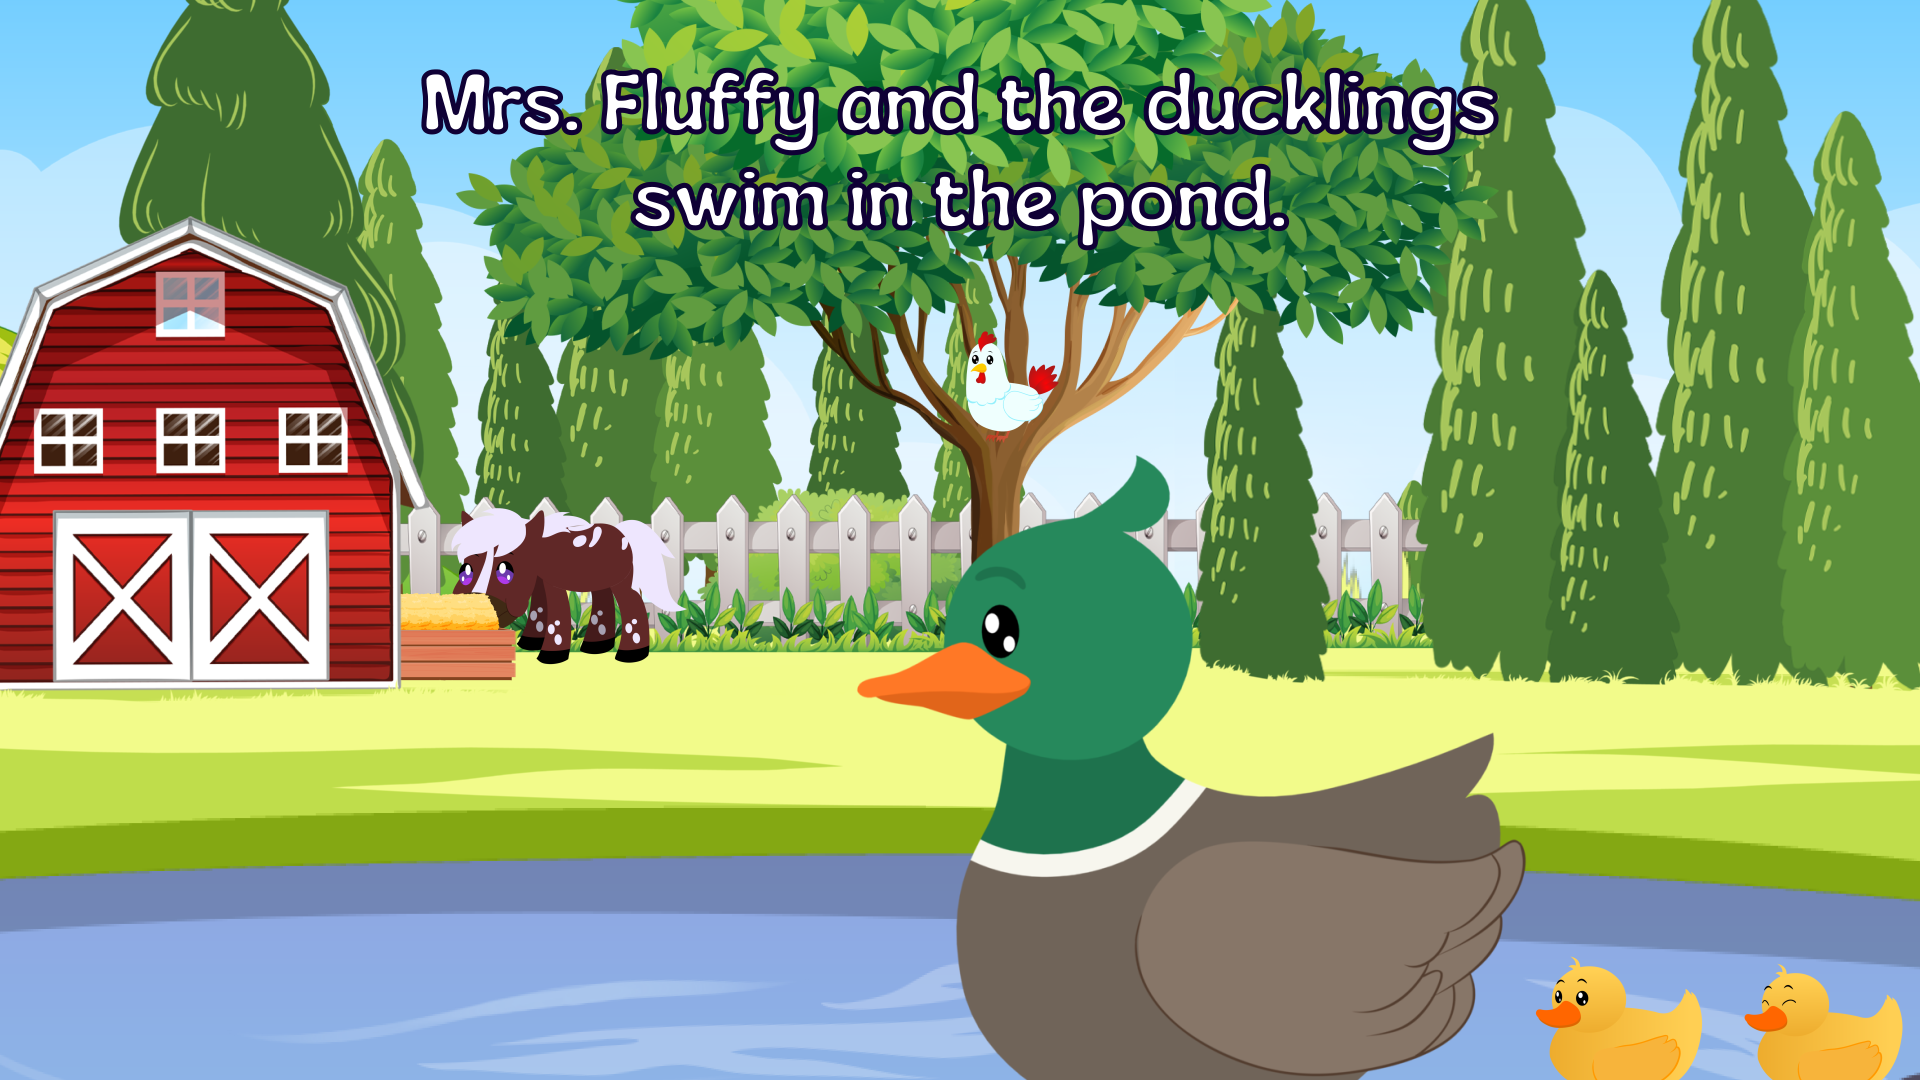 Mrs. Fluffy and the ducklings
swim in the pond.